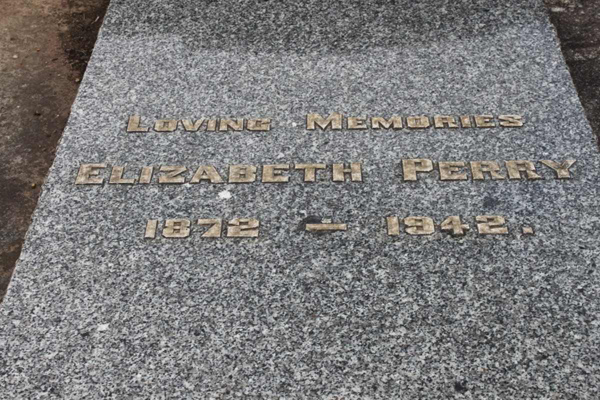 LOVING MEMORIES
ELIZABETH PERRY
1872 — 1942.